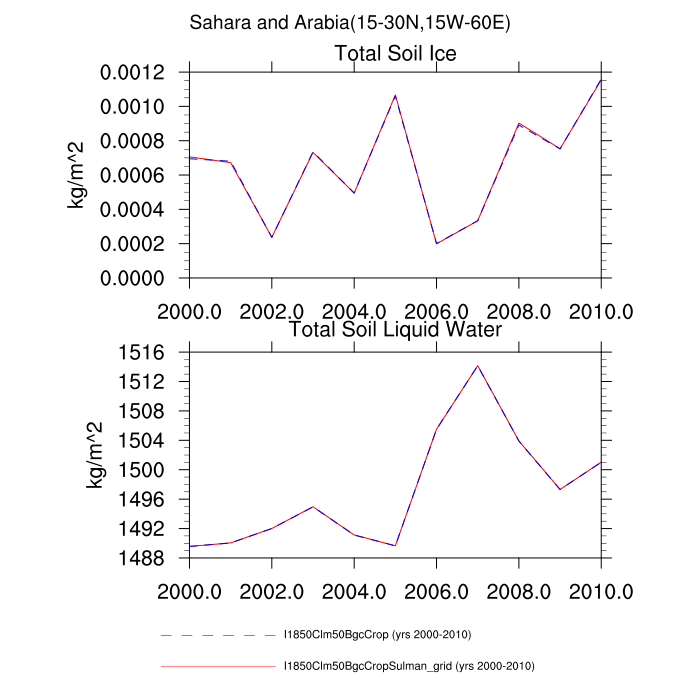 Sahara and Arabia(15-30N,15W-60E)
Total Soil Ice
kg/m^2
0.0012
0.0010
0.0008
0.0006
0.0004
0.0002
0.0000
2000.0 2002.0 2004.0 2006.0 2008.0 2010.0
Total Soil Liquid Water
kg/m^2
1516
1512
1508
1504
1500
1496
1492
1488
2000.0 2002.0 2004.0 2006.0 2008.0 2010.0
I1850Clm50BgcCrop (yrs 2000-2010)
I1850Clm50BgcCropSulman_grid (yrs 2000-2010)